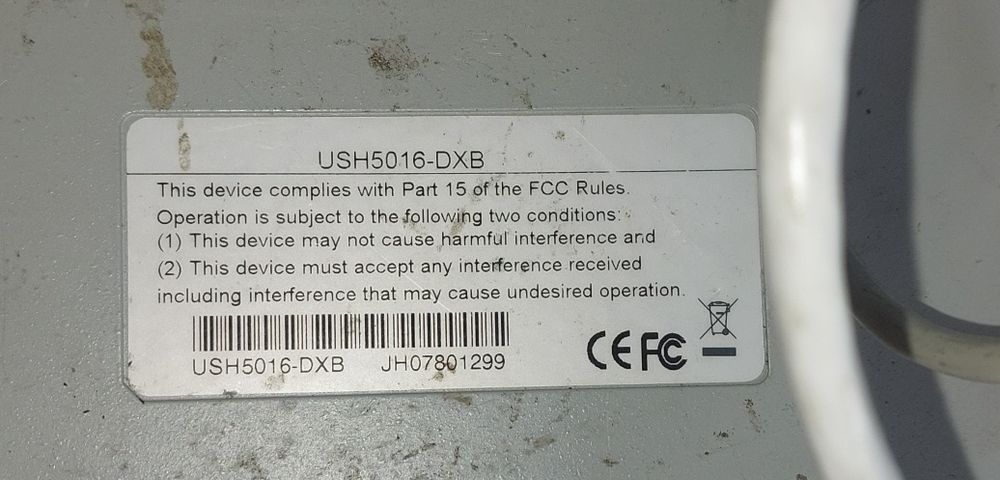 USH5016-DXB
This device complies with Part 15 of the FCC Rules.
Operation is subject to the following two conditions:
(1) This device may not cause harmful interference and
(2) This device must accept any interference received
including interference that may cause undesired operation.
USH5016-DXB JH07801299
CE FC